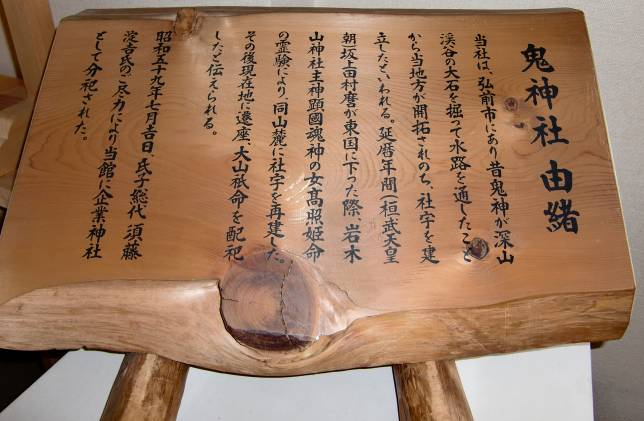 鬼神社 由緒
当社は、弘前市にあり昔鬼神が深山
渓谷の大石を掘って水路を通したこと
から当地方が開拓されのち、社宇を建
立したといわれる。延暦年間(桓武天皇
朝)坂上田村麿が東国に下った際、岩木
山神社主神顕國魂神の女高照姫命
の霊験により、同山麓に社宇を再建した。
その後現在地に遷座、大山祇命を配祀
したと伝えられる。
昭和五十九年七月吉日、氏子総代、須藤
淀吉氏のご尽力により当館に企業神社
として分祀された。